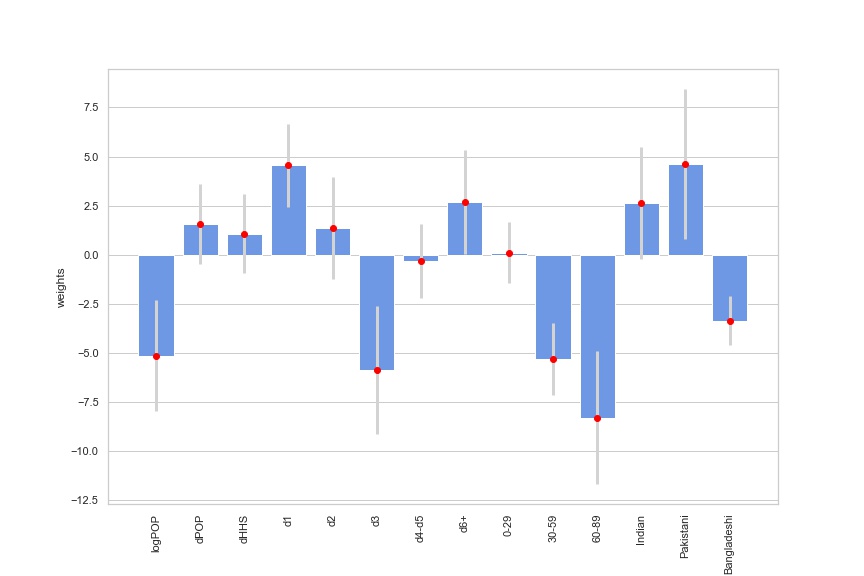 7.5
5.0
2.5
0.0
−2.5
−5.0
−7.5
−10.0
−12.5
weights
logPOP
dPOP
dHHS
d1
d2
d3
d4-d5
d6+
0-29
30-59
60-89
Indian
Pakistani
Bangladeshi